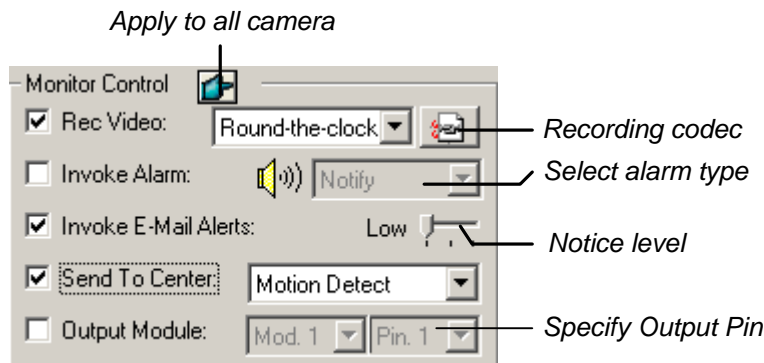 Apply to all camera
Monitor Control
Rec Video: Round-the-clock Recording codec
Invoke Alarm: Notify Select alarm type
Invoke E-Mail Alerts: Low Notice level
Send To Center: Motion Detect
Output Module: Mod. 1 Pin. 1 Specify Output Pin